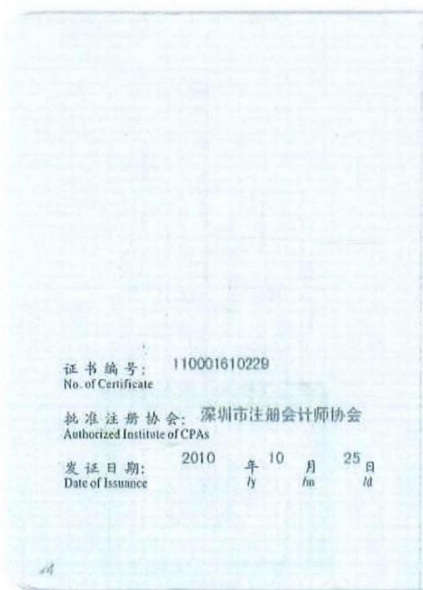 证书编号： 110001610229
No. of Certificate
批准注册协会： 深圳市注册会计师协会
Authorized Institute of CPAs
发证日期： 2010 年 10 月 25 日
Date of Issuance /y /m /d